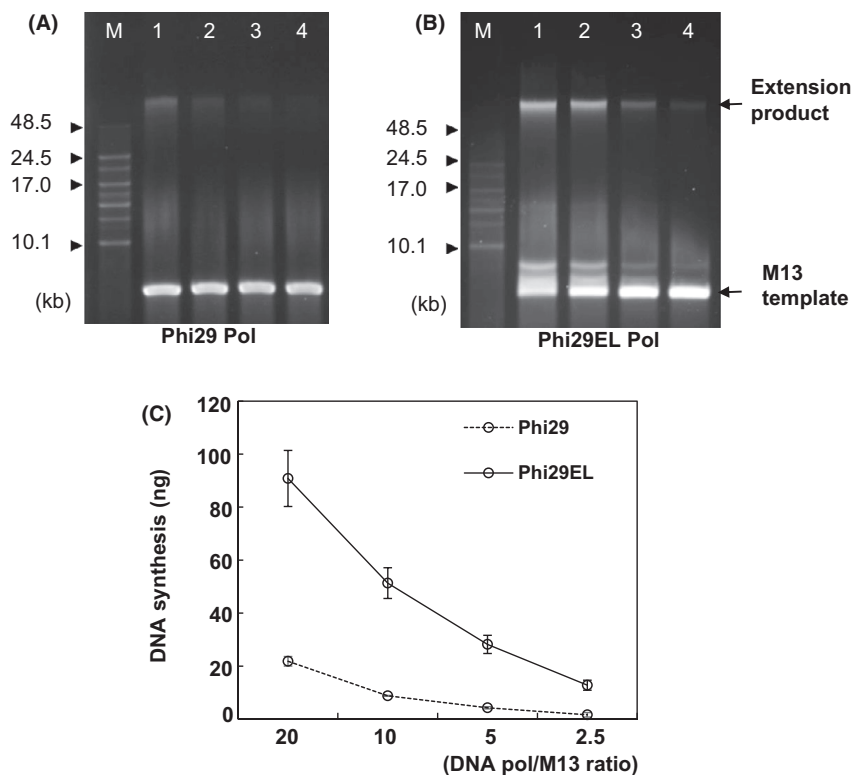 (A)
M 1 2 3 4
48.5
24.5
17.0
10.1
(kb)
Phi29 Pol
(B)
M 1 2 3 4
48.5
24.5
17.0
10.1
(kb)
Phi29EL Pol
Extension
product
M13
template
(C)
120
100
80
60
40
20
0
DNA synthesis (ng)
Phi29
Phi29EL
20 10 5 2.5
(DNA pol/M13 ratio)